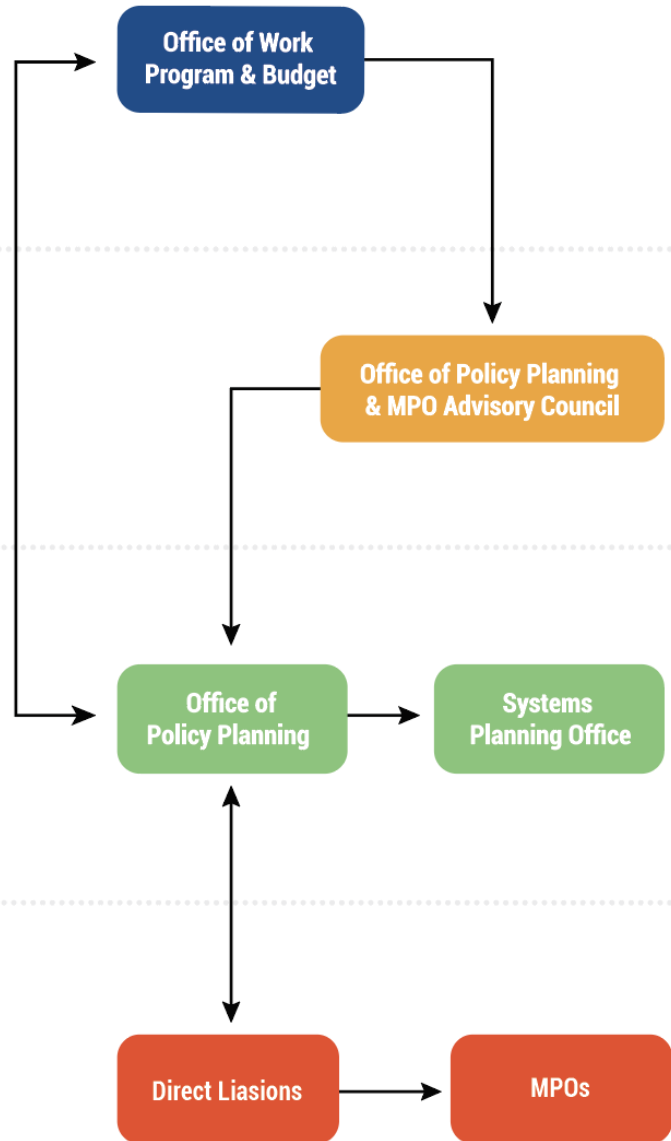 Office of Work
Program & Budget
Office of Policy Planning
& MPO Advisory Council
Office of
Policy Planning
Systems
Planning Office
Direct Liasions
MPOs